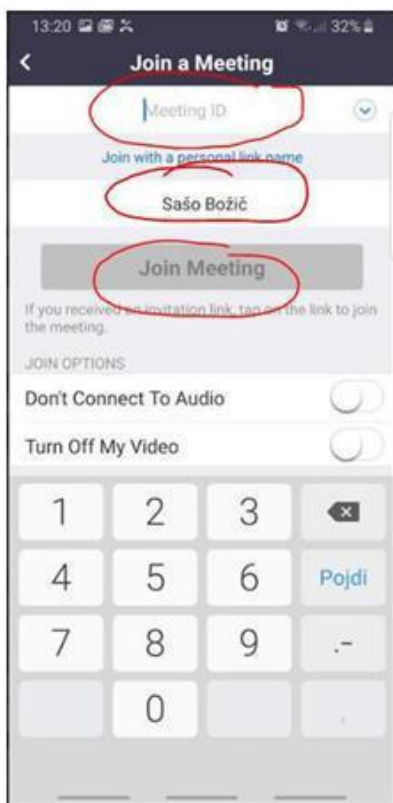 13:20 32%
Join a Meeting
Meeting ID
Join with a personal link name
Sašo Božič
Join Meeting
If you received an invitation link, tap on the link to join
the meeting.
JOIN OPTIONS
Don't Connect To Audio
Turn Off My Video
1 2 3
4 5 6 Pojdi
7 8 9 .-
0 ,